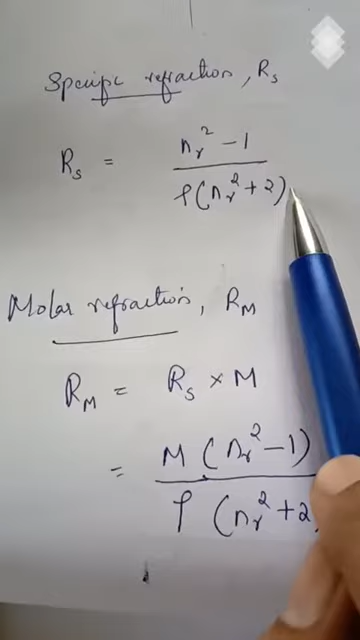 Specific refraction, Rs
Rs = nr² - 1 / ρ(nr² + 2)
Molar refraction, RM
RM = Rs × M
= M (nr² - 1) / ρ (nr² + 2